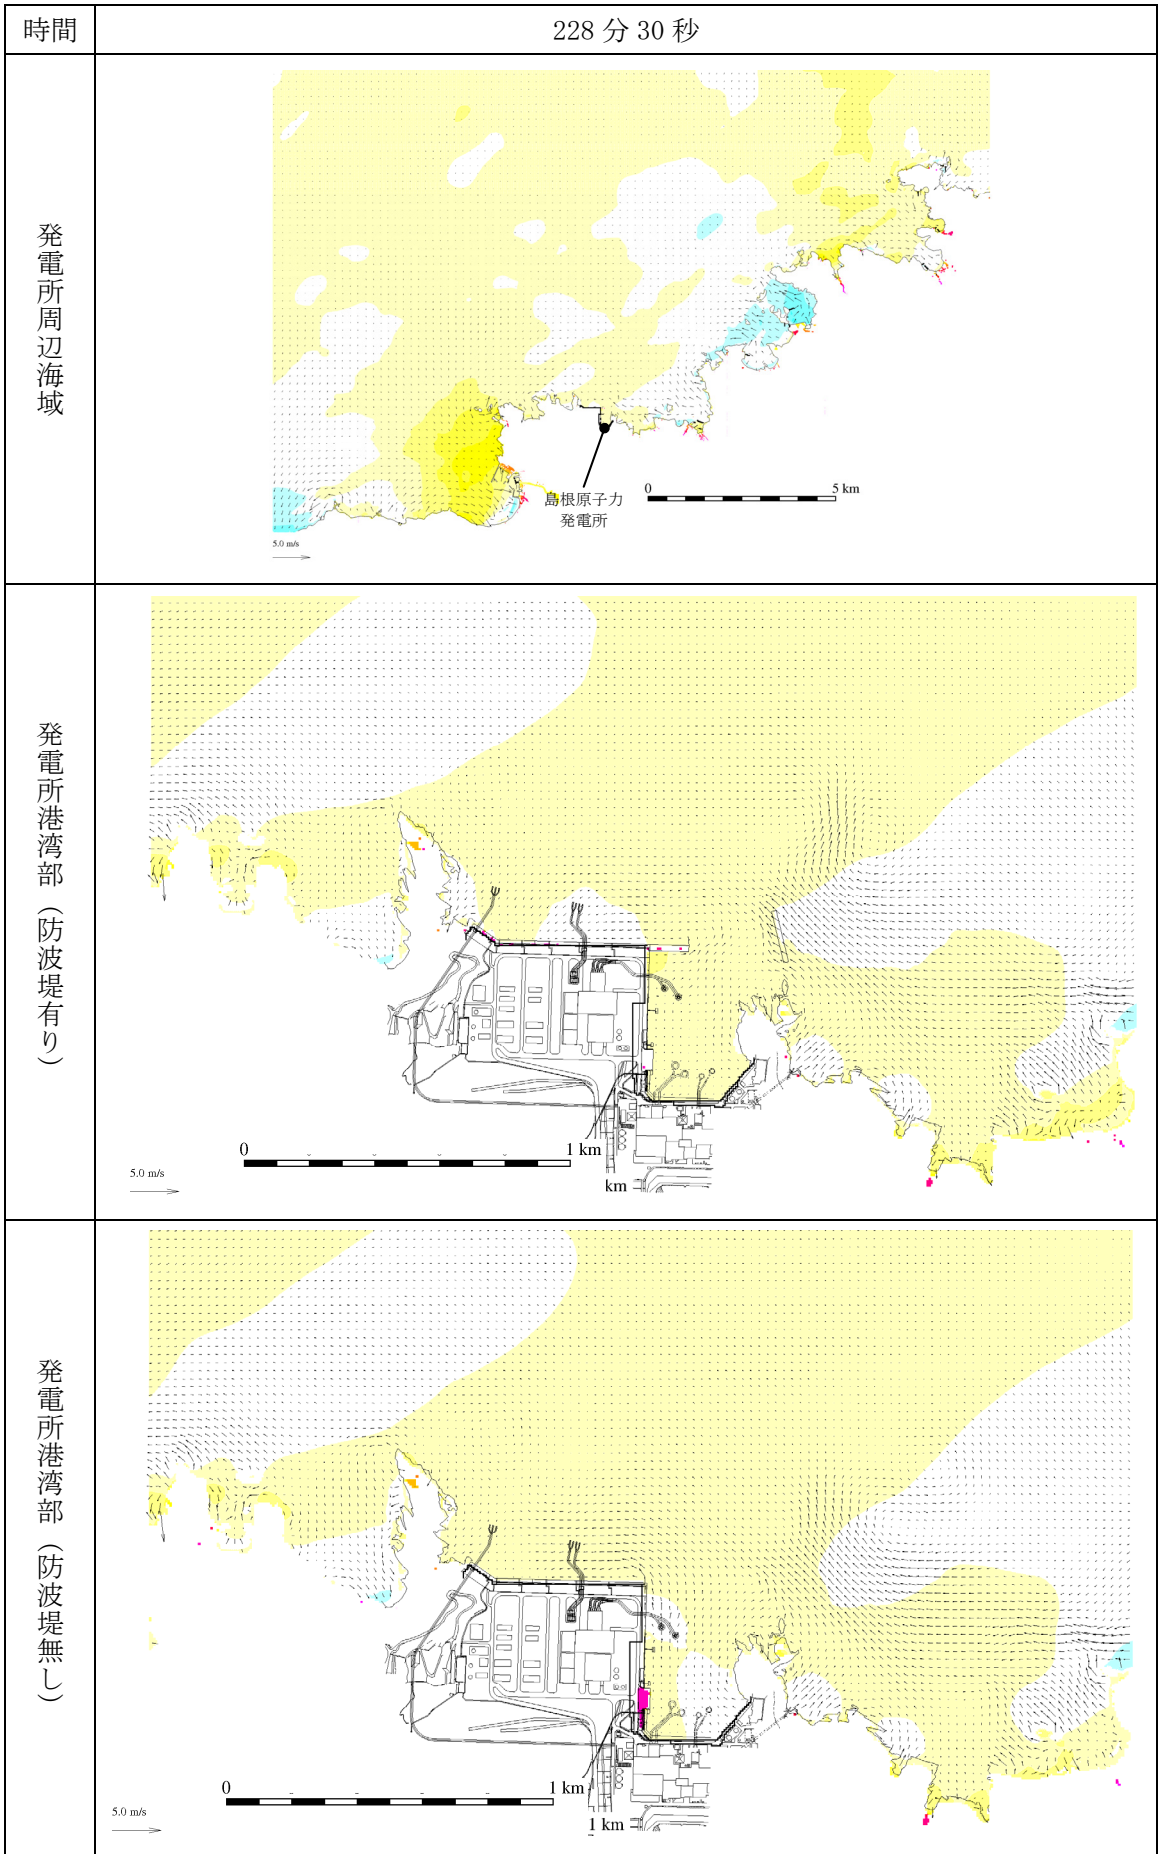 時間
228 分 30 秒
発電所周辺海域
島根原子力
発電所
0
5 km
5.0 m/s
発電所港湾部（防波堤有り）
0
1 km
km
5.0 m/s
発電所港湾部（防波堤無し）
0
1 km
1 km
5.0 m/s